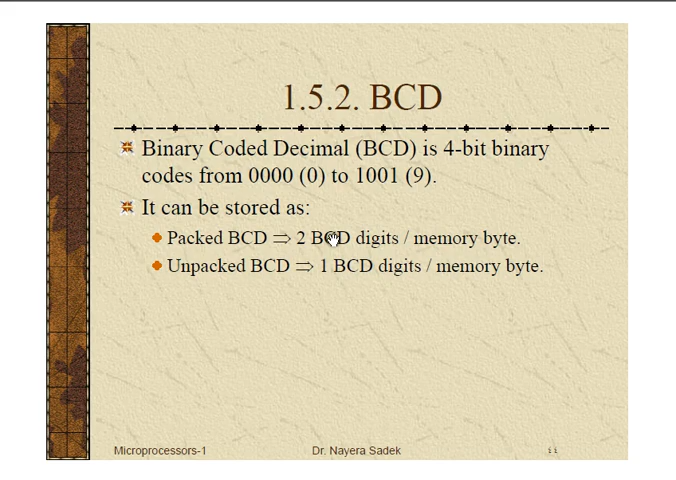 1.5.2. BCD
Binary Coded Decimal (BCD) is 4-bit binary
codes from 0000 (0) to 1001 (9).
It can be stored as:
Packed BCD ⇒ 2 BCD digits / memory byte.
Unpacked BCD ⇒ 1 BCD digits / memory byte.
Microprocessors-1 Dr. Nayera Sadek 11